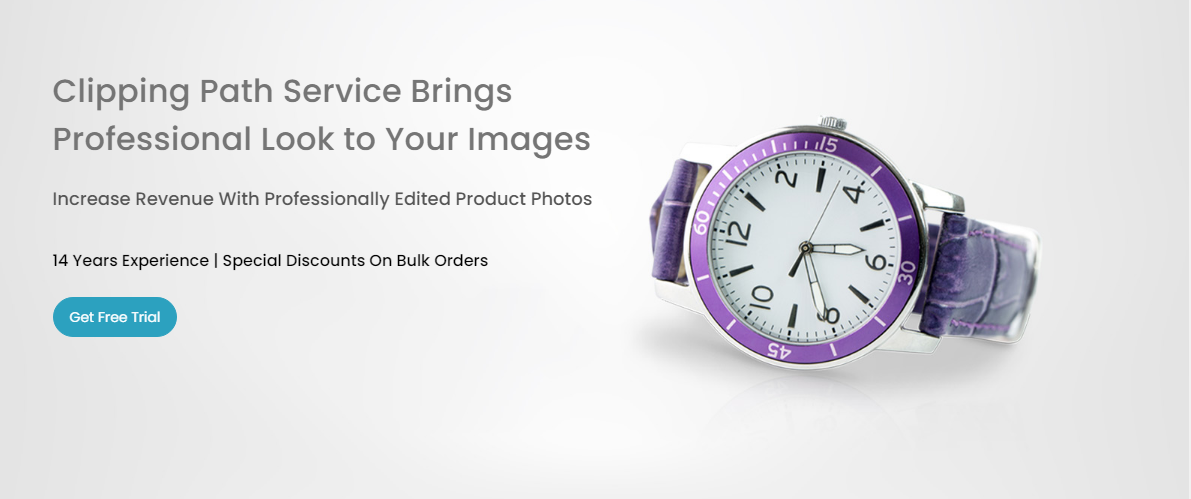 Clipping Path Service Brings
Professional Look to Your Images
Increase Revenue With Professionally Edited Product Photos
14 Years Experience | Special Discounts On Bulk Orders
Get Free Trial
15
2
4
60
12
6
30
10
8
45